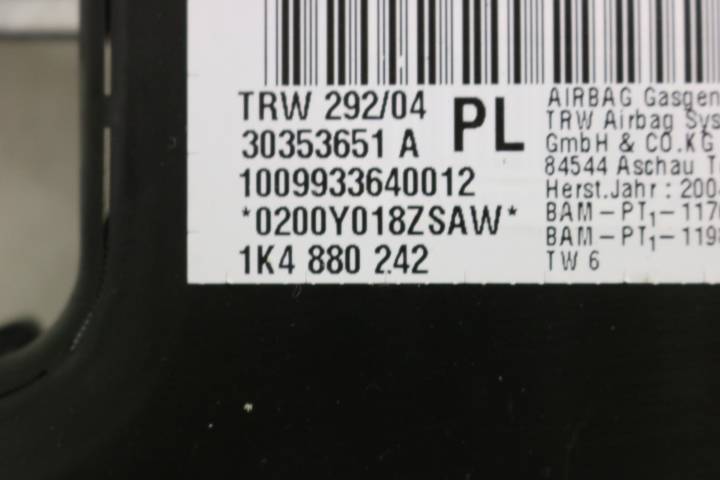 TRW 292/04
30353651 A
PL
1009933640012
*0200Y018ZSAW*
1K4 880 242
AIRBAG
TRW Airbag
GmbH & CO.KG
84544 Aschau
Herst.Jahr :
BAM-PT1-
BAM-PT1-
TW 6